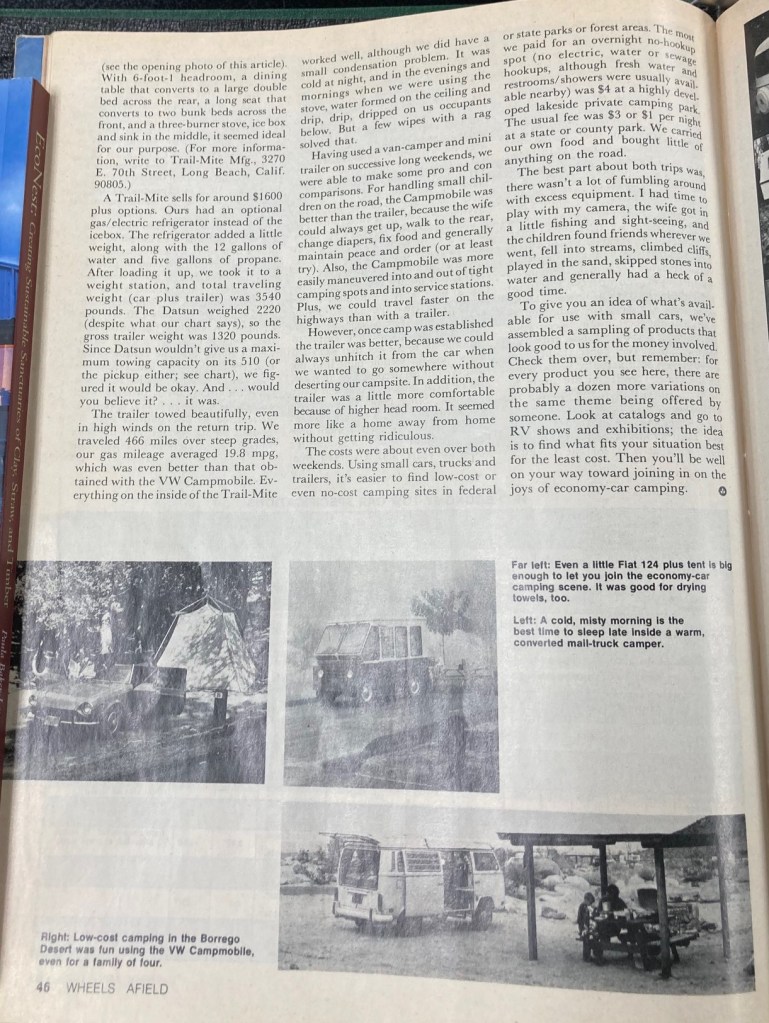 (see the opening photo of this article).
With 6-foot-1 headroom, a dining
table that converts to a large double
bed across the rear, a long seat that
converts to two bunk beds across the
front, and a three-burner stove, ice box
and sink in the middle, it seemed ideal
for our purpose. (For more informa-
tion, write to Trail-Mite Mfg., 3270
E. 70th Street, Long Beach, Calif.
90805.)
A Trail-Mite sells for around $1600
plus options. Ours had an optional
gas/electric refrigerator instead of the
icebox. The refrigerator added a little
weight, along with the 12 gallons of
water and five gallons of propane.
After loading it up, we took it to a
weight station, and total traveling
weight (car plus trailer) was 3540
pounds. The Datsun weighed 2220
(despite what our chart says), so the
gross trailer weight was 1320 pounds.
Since Datsun wouldn't give us a maxi-
mum towing capacity on its 510 (or
the pickup either; see chart), we fig-
ured it would be okay. And . . . would
you believe it? . . . it was.
The trailer towed beautifully, even
in high winds on the return trip. We
traveled 466 miles over steep grades,
our gas mileage averaged 19.8 mpg,
which was even better than that ob-
tained with the VW Campmobile. Ev-
erything on the inside of the Trail-Mite
worked well, although we did have a
small condensation problem. It was
cold at night, and in the evenings and
mornings when we were using the
stove, water formed on the ceiling and
drip, drip, dripped on us occupants
below. But a few wipes with a rag
solved that.
Having used a van-camper and mini
trailer on successive long weekends, we
were able to make some pro and con
comparisons. For handling small chil-
dren on the road, the Campmobile was
better than the trailer, because the wife
could always get up, walk to the rear,
change diapers, fix food and generally
maintain peace and order (or at least
try). Also, the Campmobile was more
easily maneuvered into and out of tight
camping spots and into service stations.
Plus, we could travel faster on the
highways than with a trailer.
However, once camp was established
the trailer was better, because we could
always unhitch it from the car when
we wanted to go somewhere without
deserting our campsite. In addition, the
trailer was a little more comfortable
because of higher head room. It seemed
more like a home away from home
without getting ridiculous.
The costs were about even over both
weekends. Using small cars, trucks and
trailers, it's easier to find low-cost or
even no-cost camping sites in federal
or state parks or forest areas. The most
we paid for an overnight no-hookup
spot (no electric, water or sewage
hookups, although fresh water and
restrooms/showers were usually avail-
able nearby) was $4 at a highly devel-
oped lakeside private camping park.
The usual fee was $3 or $1 per night
at a state or county park. We carried
our own food and bought little of
anything on the road.
The best part about both trips was,
there wasn't a lot of fumbling around
with excess equipment. I had time to
play with my camera, the wife got in
a little fishing and sight-seeing, and
the children found friends wherever we
went, fell into streams, climbed cliffs,
played in the sand, skipped stones into
water and generally had a heck of a
good time.
To give you an idea of what's avail-
able for use with small cars, we've
assembled a sampling of products that
look good to us for the money involved.
Check them over, but remember: for
every product you see here, there are
probably a dozen more variations on
the same theme being offered by
someone. Look at catalogs and go to
RV shows and exhibitions; the idea
is to find what fits your situation best
for the least cost. Then you'll be well
on your way toward joining in on the
joys of economy-car camping.
Far left: Even a little Fiat 124 plus tent is big
enough to let you join the economy-car
camping scene. It was good for drying
towels, too.
Left: A cold, misty morning is the
best time to sleep late inside a warm,
converted mail-truck camper.
Right: Low-cost camping in the Borrego
Desert was fun using the VW Campmobile,
even for a family of four.
46 WHEELS AFIELD
EcoNest: Creating Sustainable Sanctuaries of Clay, Straw, and Timber